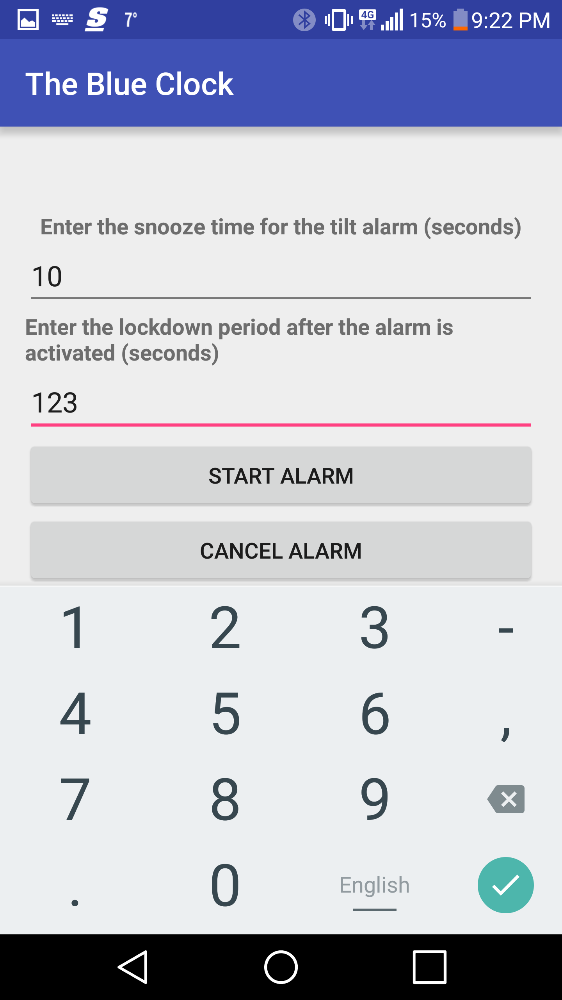 7°
4G
15%
9:22 PM
The Blue Clock
Enter the snooze time for the tilt alarm (seconds)
10
Enter the lockdown period after the alarm is
activated (seconds)
123
START ALARM
CANCEL ALARM
1 2 3 -
4 5 6 ,
7 8 9
. 0 English